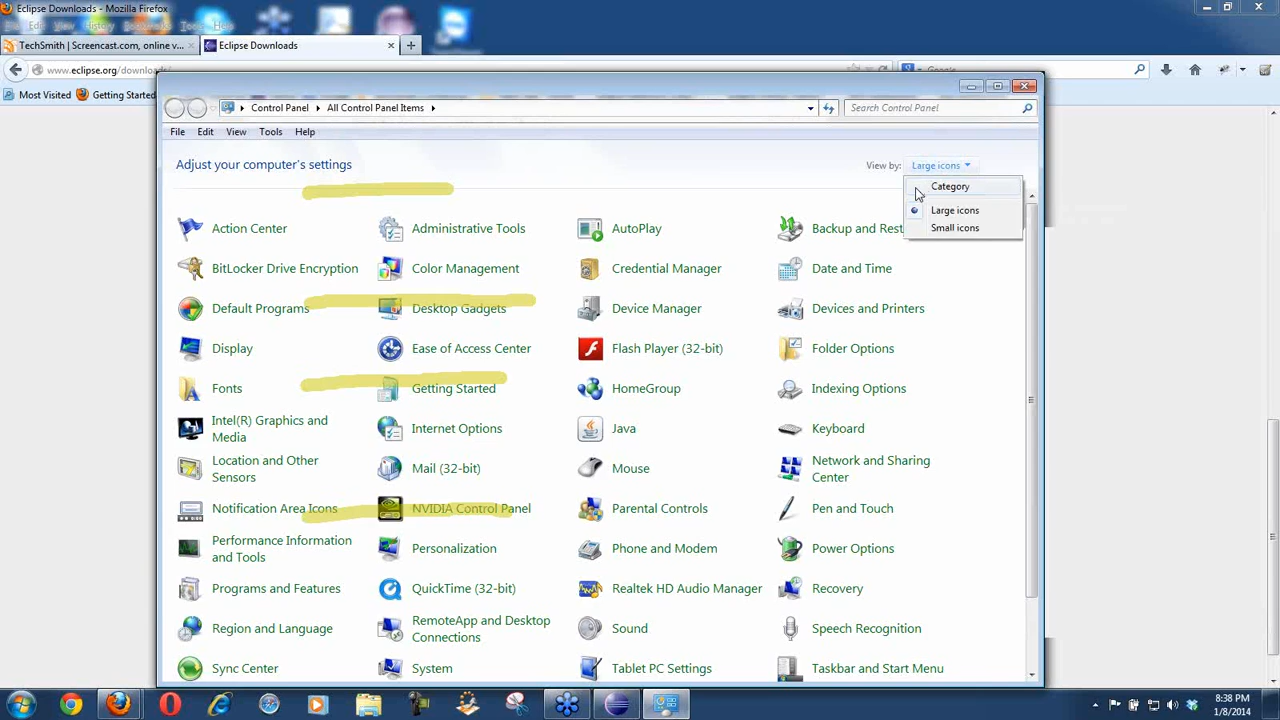 Eclipse Downloads - Mozilla Firefox
File Edit View History Bookmarks Tools Help
TechSmith | Screencast.com, online v...
Eclipse Downloads
www.eclipse.org/downloads/
Google
Most Visited Getting Started
Control Panel All Control Panel Items
Search Control Panel
File Edit View Tools Help
Adjust your computer's settings
View by: Large icons
Category
Large icons
Small icons
Action Center Administrative Tools AutoPlay Backup and Rest
BitLocker Drive Encryption Color Management Credential Manager Date and Time
Default Programs Desktop Gadgets Device Manager Devices and Printers
Display Ease of Access Center Flash Player (32-bit) Folder Options
Fonts Getting Started HomeGroup Indexing Options
Intel(R) Graphics and
Media
Internet Options Java Keyboard
Location and Other
Sensors
Mail (32-bit) Mouse
Network and Sharing
Center
Notification Area Icons NVIDIA Control Panel Parental Controls Pen and Touch
Performance Information
and Tools
Personalization Phone and Modem Power Options
Programs and Features QuickTime (32-bit) Realtek HD Audio Manager Recovery
Region and Language
RemoteApp and Desktop
Connections
Sound Speech Recognition
Sync Center System Tablet PC Settings Taskbar and Start Menu
8:38 PM
1/8/2014